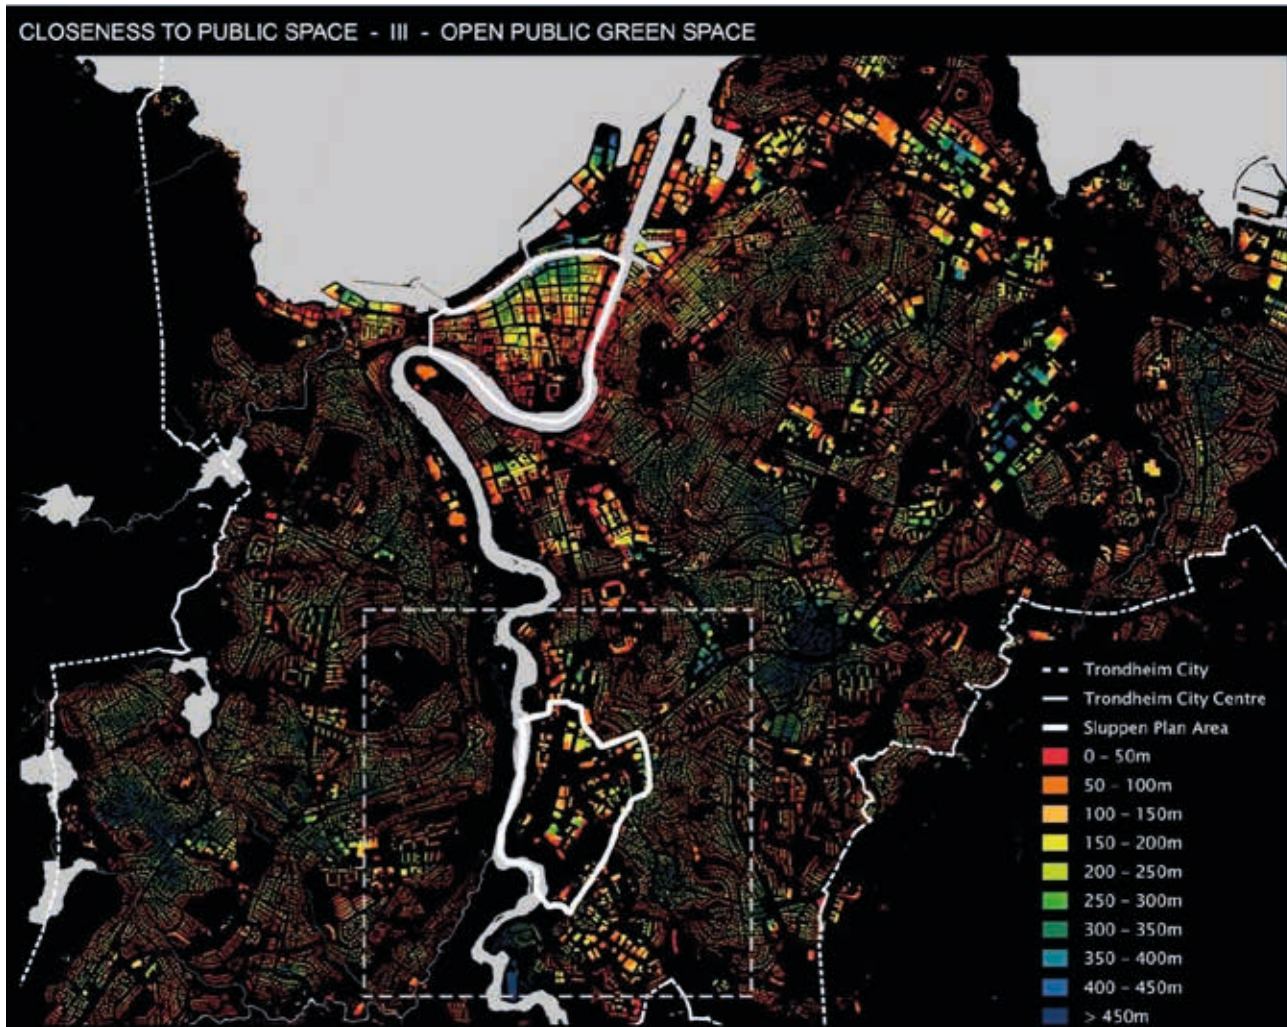 CLOSENESS TO PUBLIC SPACE - III - OPEN PUBLIC GREEN SPACE
Trondheim City
Trondheim City Centre
Sluppen Plan Area
0 - 50m
50 - 100m
100 - 150m
150 - 200m
200 - 250m
250 - 300m
300 - 350m
350 - 400m
400 - 450m
> 450m